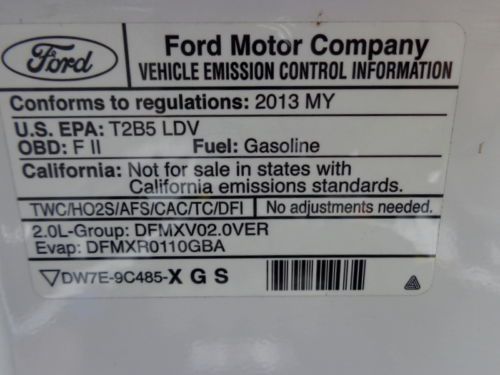 Ford
Ford Motor Company
VEHICLE EMISSION CONTROL INFORMATION
Conforms to regulations: 2013 MY
U.S. EPA: T2B5 LDV
OBD: F II Fuel: Gasoline
California: Not for sale in states with
California emissions standards.
TWC/HO2S/AFS/CAC/TC/DFI No adjustments needed.
2.0L-Group: DFMXV02.0VER
Evap: DFMXR0110GBA
DW7E-9C485-X G S